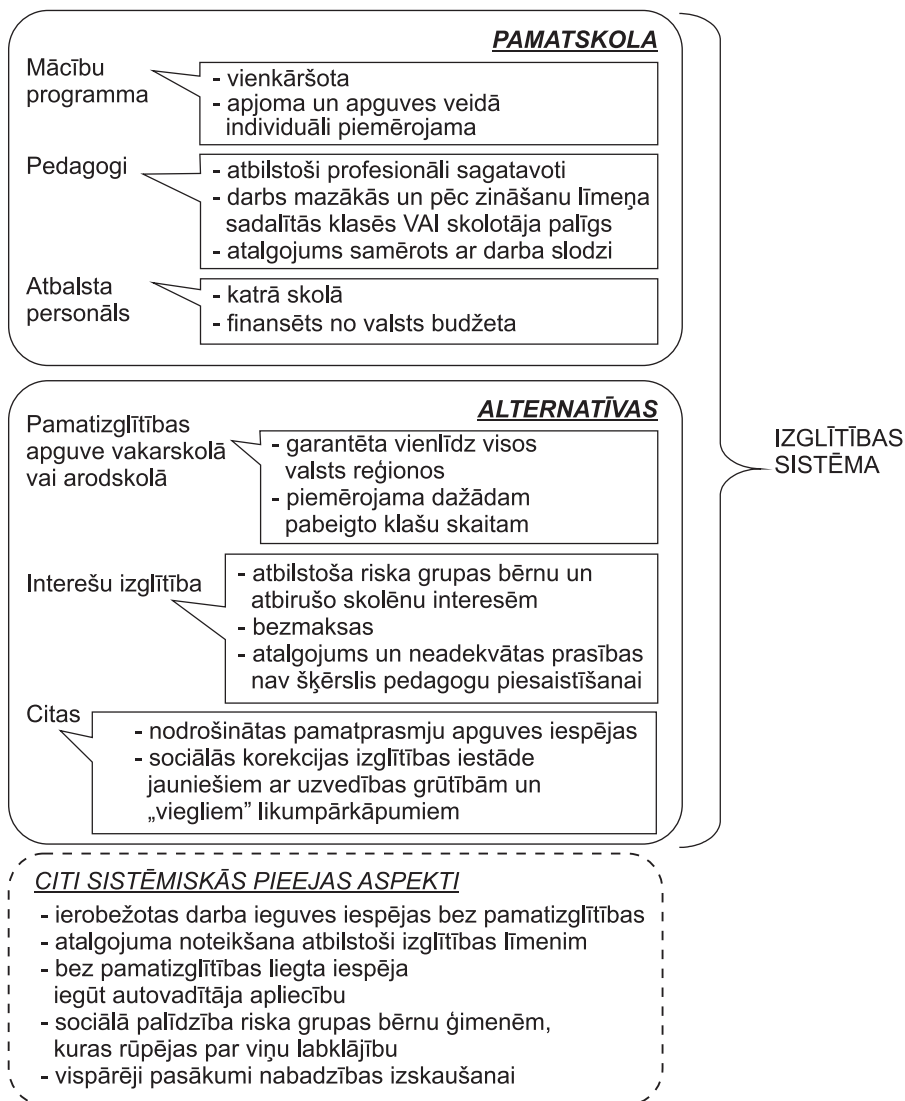 PAMATSKOLA
Mācību
programma
- vienkāršota
- apjoma un apguves veidā
individuāli piemērojama
Pedagogi
- atbilstoši profesionāli sagatavoti
- darbs mazākās un pēc zināšanu līmeņa
sadalītās klasēs VAI skolotāja palīgs
- atalgojums samērots ar darba slodzi
Atbalsta
personāls
- katrā skolā
- finansēts no valsts budžeta
ALTERNATĪVAS
Pamatizglītības
apguve vakarskolā
vai arodskolā
- garantēta vienlīdz visos
valsts reģionos
- piemērojama dažādam
pabeigto klašu skaitam
Interešu izglītība
- atbilstoša riska grupas bērnu un
atbirušo skolēnu interesēm
- bezmaksas
- atalgojums un neadekvātas prasības
nav šķērslis pedagogu piesaistīšanai
Citas
- nodrošinātas pamatprasmju apguves iespējas
- sociālās korekcijas izglītības iestāde
jauniešiem ar uzvedības grūtībām un
„viegliem” likumpārkāpumiem
IZGLĪTĪBAS
SISTĒMA
CITI SISTĒMISKĀS PIEEJAS ASPEKTI
- ierobežotas darba ieguves iespējas bez pamatizglītības
- atalgojuma noteikšana atbilstoši izglītības līmenim
- bez pamatizglītības liegta iespēja
iegūt autovadītāja apliecību
- sociālā palīdzība riska grupas bērnu ģimenēm,
kuras rūpējas par viņu labklājību
- vispārēji pasākumi nabadzības izskaušanai